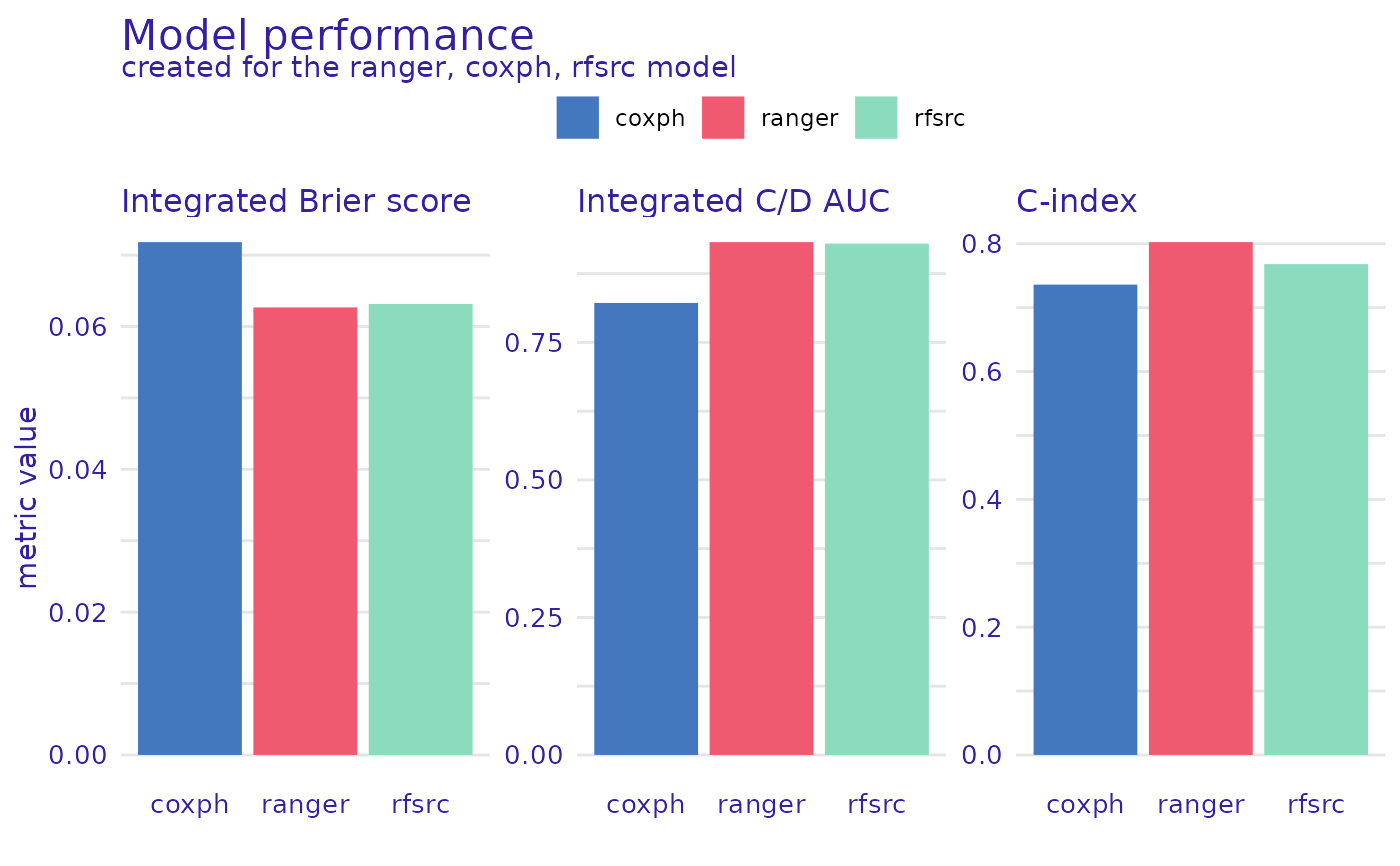 Model performance
created for the ranger, coxph, rfsrc model
coxph ranger rfsrc
Integrated Brier score
0.06
0.04
0.02
0.00
metric value
coxph ranger rfsrc
Integrated C/D AUC
0.75
0.50
0.25
0.00
coxph ranger rfsrc
C-index
0.8
0.6
0.4
0.2
0.0
coxph ranger rfsrc